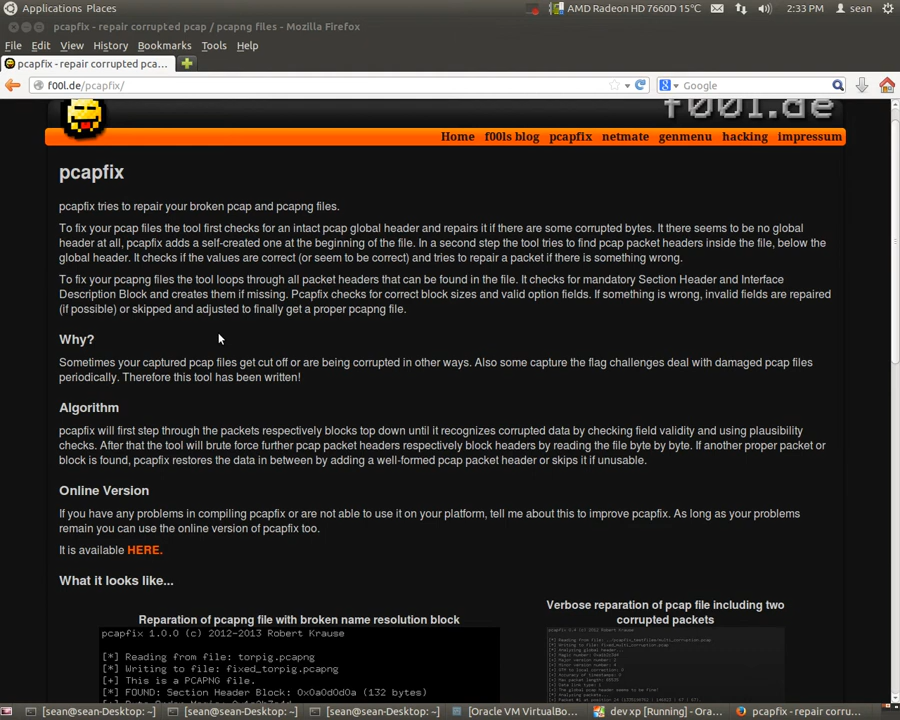 Applications Places
AMD Radeon HD 7660D 15°C
2:33 PM
sean
pcapfix - repair corrupted pcap / pcapng files - Mozilla Firefox
File Edit View History Bookmarks Tools Help
pcapfix - repair corrupted pca...
f00l.de/pcapfix/
Google
f00l.de
Home f00ls blog pcapfix netmate genmenu hacking impressum
pcapfix
pcapfix tries to repair your broken pcap and pcapng files.
To fix your pcap files the tool first checks for an intact pcap global header and repairs it if there are some corrupted bytes. It there seems to be no global
header at all, pcapfix adds a self-created one at the beginning of the file. In a second step the tool tries to find pcap packet headers inside the file, below the
global header. It checks if the values are correct (or seem to be correct) and tries to repair a packet if there is something wrong.
To fix your pcapng files the tool loops through all packet headers that can be found in the file. It checks for mandatory Section Header and Interface
Description Block and creates them if missing. Pcapfix checks for correct block sizes and valid option fields. If something is wrong, invalid fields are repaired
(if possible) or skipped and adjusted to finally get a proper pcapng file.
Why?
Sometimes your captured pcap files get cut off or are being corrupted in other ways. Also some capture the flag challenges deal with damaged pcap files
periodically. Therefore this tool has been written!
Algorithm
pcapfix will first step through the packets respectively blocks top down until it recognizes corrupted data by checking field validity and using plausibility
checks. After that the tool will brute force further pcap packet headers respectively block headers by reading the file byte by byte. If another proper packet or
block is found, pcapfix restores the data in between by adding a well-formed pcap packet header or skips it if unusable.
Online Version
If you have any problems in compiling pcapfix or are not able to use it on your platform, tell me about this to improve pcapfix. As long as your problems
remain you can use the online version of pcapfix too.
It is available HERE.
What it looks like...
Reparation of pcapng file with broken name resolution block
pcapfix 1.0.0 (c) 2012-2013 Robert Krause
[*] Reading from file: torpig.pcapng
[*] Writing to file: fixed_torpig.pcapng
[+] This is a PCAPNG file.
[*] FOUND: Section Header Block: 0x0a0d0d0a (132 bytes)
Verbose reparation of pcap file including two
corrupted packets
[sean@sean-Desktop: ~] [sean@sean-Desktop: ~] [sean@sean-Desktop: ~] [Oracle VM VirtualBo... dev xp [Running] - Ora... pcapfix - repair corru...